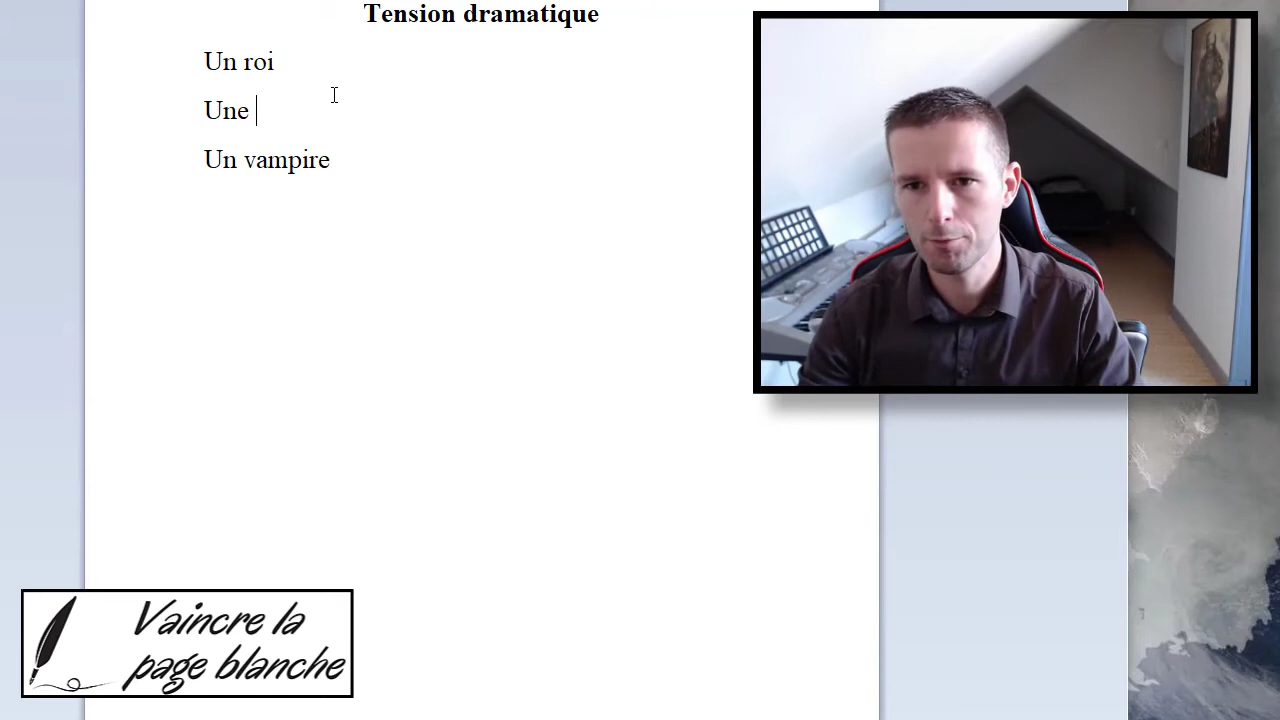 Tension dramatique
Un roi
Une
Un vampire
Vaincre la
page blanche